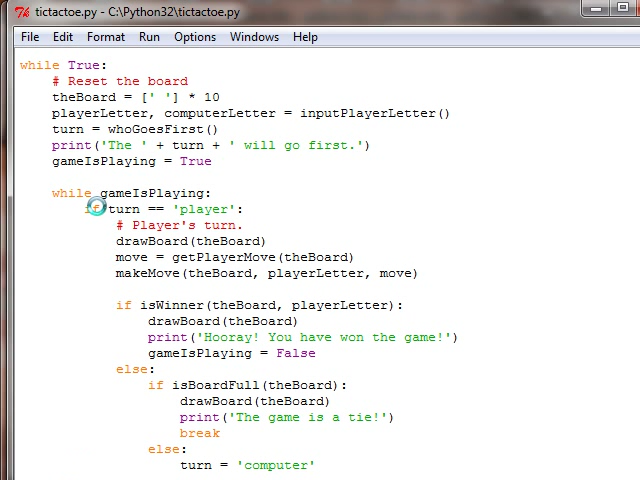 tictactoe.py - C:\Python32\tictactoe.py
File Edit Format Run Options Windows Help
while True:
# Reset the board
theBoard = [' '] * 10
playerLetter, computerLetter = inputPlayerLetter()
turn = whoGoesFirst()
print('The ' + turn + ' will go first.')
gameIsPlaying = True
while gameIsPlaying:
if turn == 'player':
# Player's turn.
drawBoard(theBoard)
move = getPlayerMove(theBoard)
makeMove(theBoard, playerLetter, move)
if isWinner(theBoard, playerLetter):
drawBoard(theBoard)
print('Hooray! You have won the game!')
gameIsPlaying = False
else:
if isBoardFull(theBoard):
drawBoard(theBoard)
print('The game is a tie!')
break
else:
turn = 'computer'